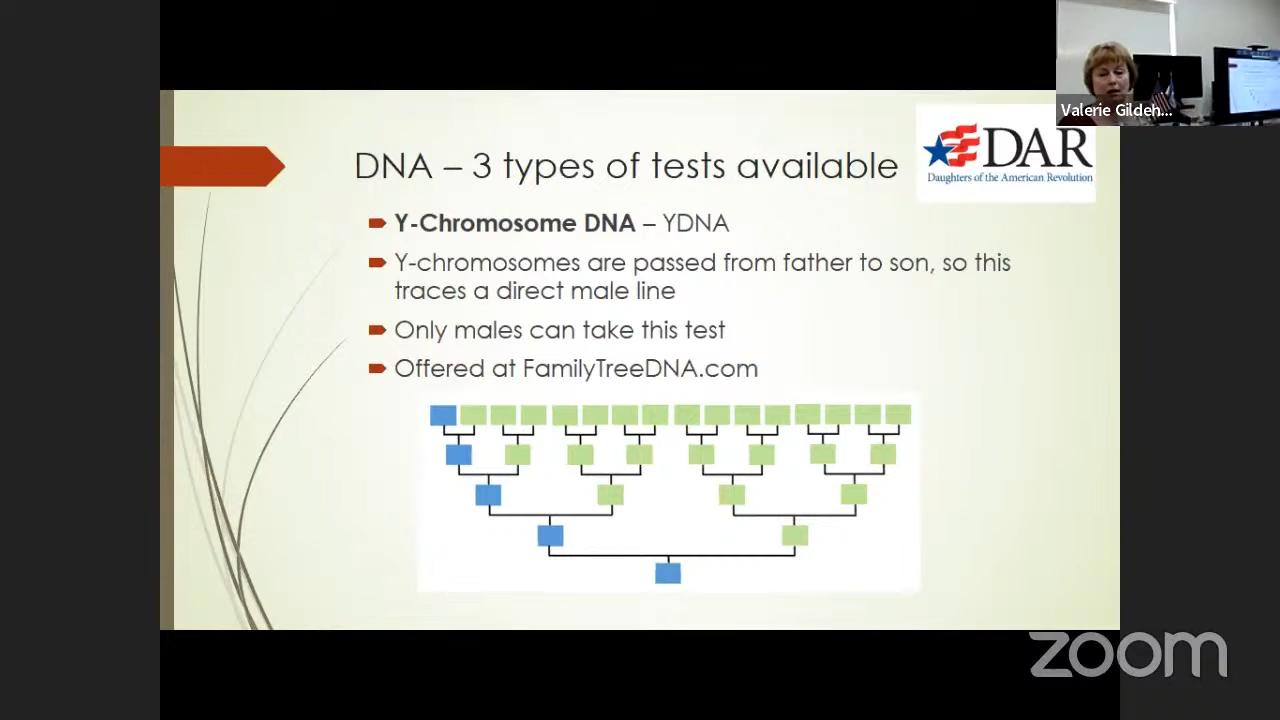 Valerie Gildeh...
DNA – 3 types of tests available
DAR
Daughters of the American Revolution
Y-Chromosome DNA – YDNA
Y-chromosomes are passed from father to son, so this
traces a direct male line
Only males can take this test
Offered at FamilyTreeDNA.com
zoom